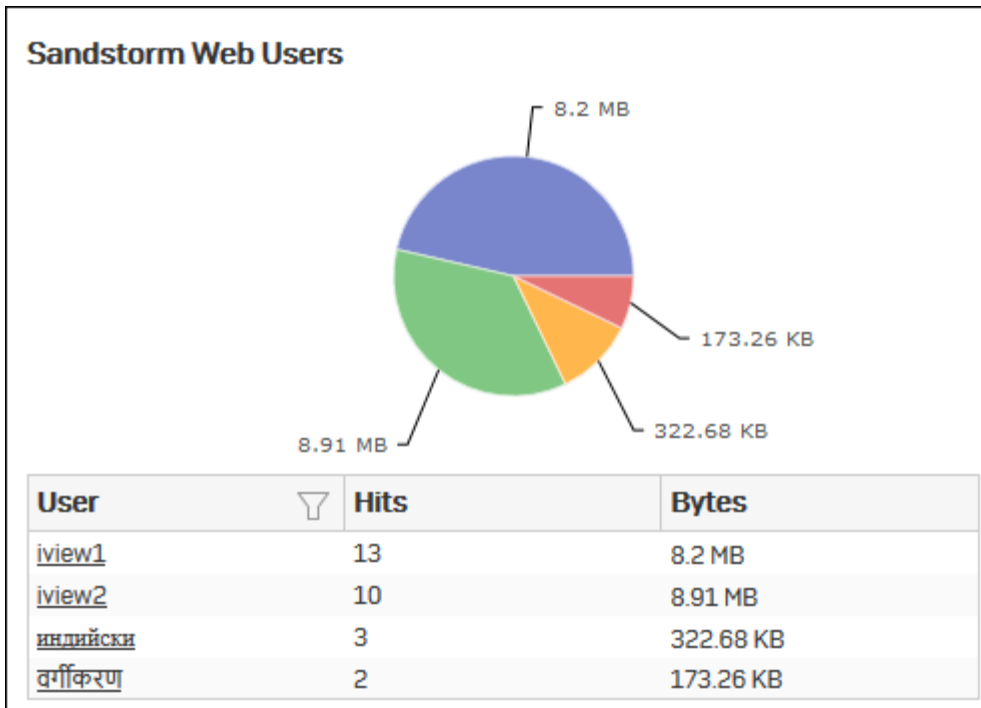 Sandstorm Web Users
8.2 MB
173.26 KB
322.68 KB
8.91 MB
User Hits Bytes
iview1 13 8.2 MB
iview2 10 8.91 MB
индийски 3 322.68 KB
वर्गीकरण 2 173.26 KB